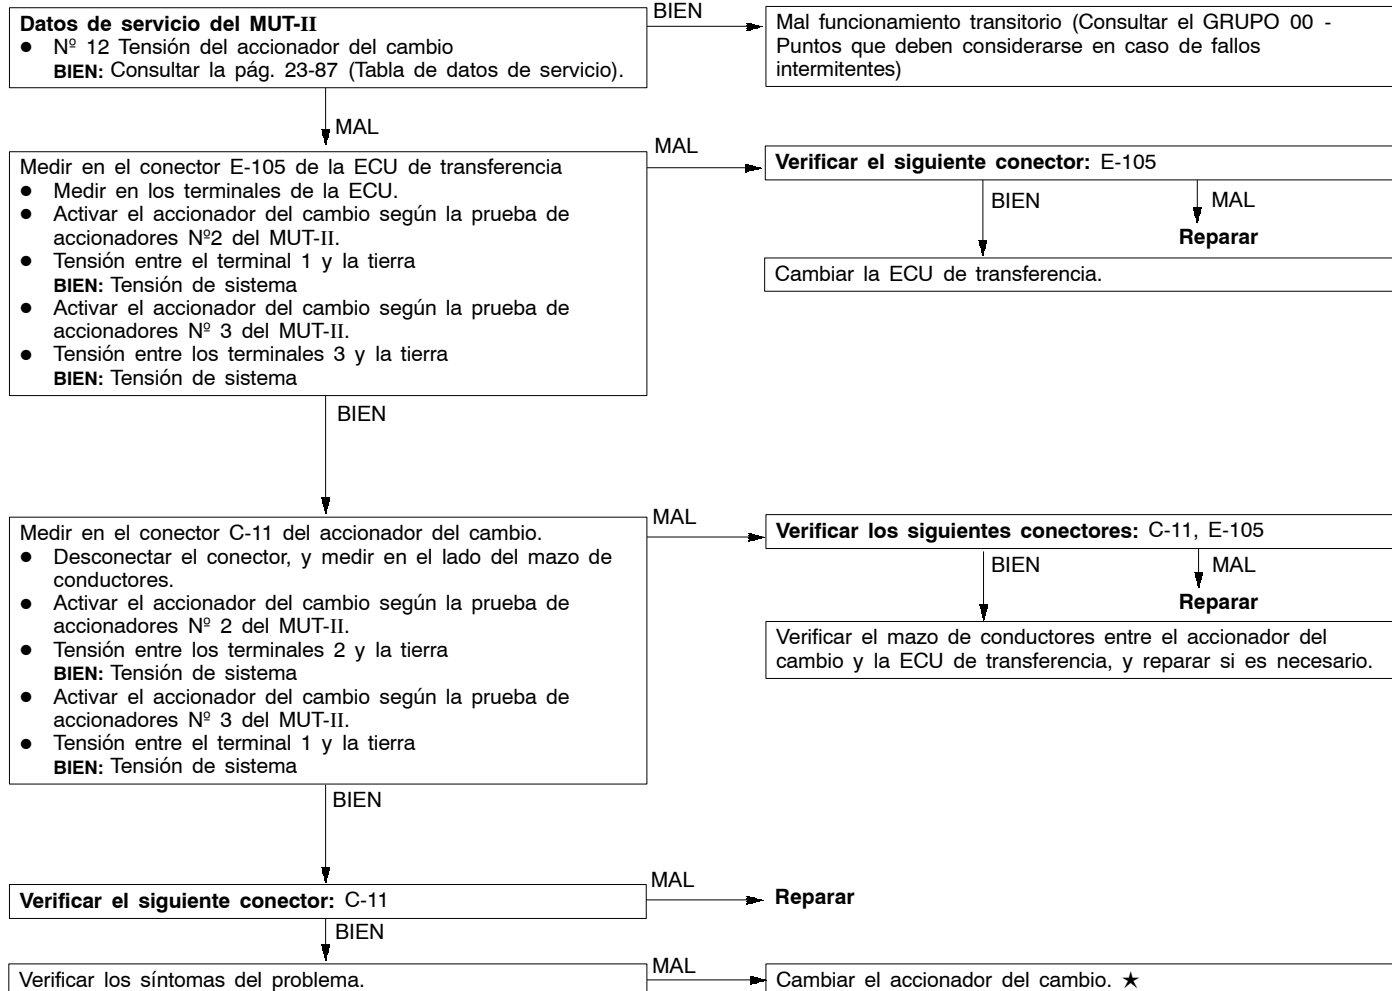 Datos de servicio del MUT-II
● Nº 12 Tensión del accionador del cambio
BIEN: Consultar la pág. 23-87 (Tabla de datos de servicio).
BIEN
Mal funcionamiento transitorio (Consultar el GRUPO 00 -
Puntos que deben considerarse en caso de fallos
intermitentes)
MAL
Medir en el conector E-105 de la ECU de transferencia
● Medir en los terminales de la ECU.
● Activar el accionador del cambio según la prueba de
accionadores Nº2 del MUT-II.
● Tensión entre el terminal 1 y la tierra
BIEN: Tensión de sistema
● Activar el accionador del cambio según la prueba de
accionadores Nº 3 del MUT-II.
● Tensión entre los terminales 3 y la tierra
BIEN: Tensión de sistema
MAL
Verificar el siguiente conector: E-105
BIEN
MAL
Reparar
Cambiar la ECU de transferencia.
BIEN
Medir en el conector C-11 del accionador del cambio.
● Desconectar el conector, y medir en el lado del mazo de
conductores.
● Activar el accionador del cambio según la prueba de
accionadores Nº 2 del MUT-II.
● Tensión entre los terminales 2 y la tierra
BIEN: Tensión de sistema
● Activar el accionador del cambio según la prueba de
accionadores Nº 3 del MUT-II.
● Tensión entre el terminal 1 y la tierra
BIEN: Tensión de sistema
MAL
Verificar los siguientes conectores: C-11, E-105
BIEN
MAL
Reparar
Verificar el mazo de conductores entre el accionador del
cambio y la ECU de transferencia, y reparar si es necesario.
BIEN
Verificar el siguiente conector: C-11
MAL
Reparar
BIEN
Verificar los síntomas del problema.
MAL
Cambiar el accionador del cambio. ★